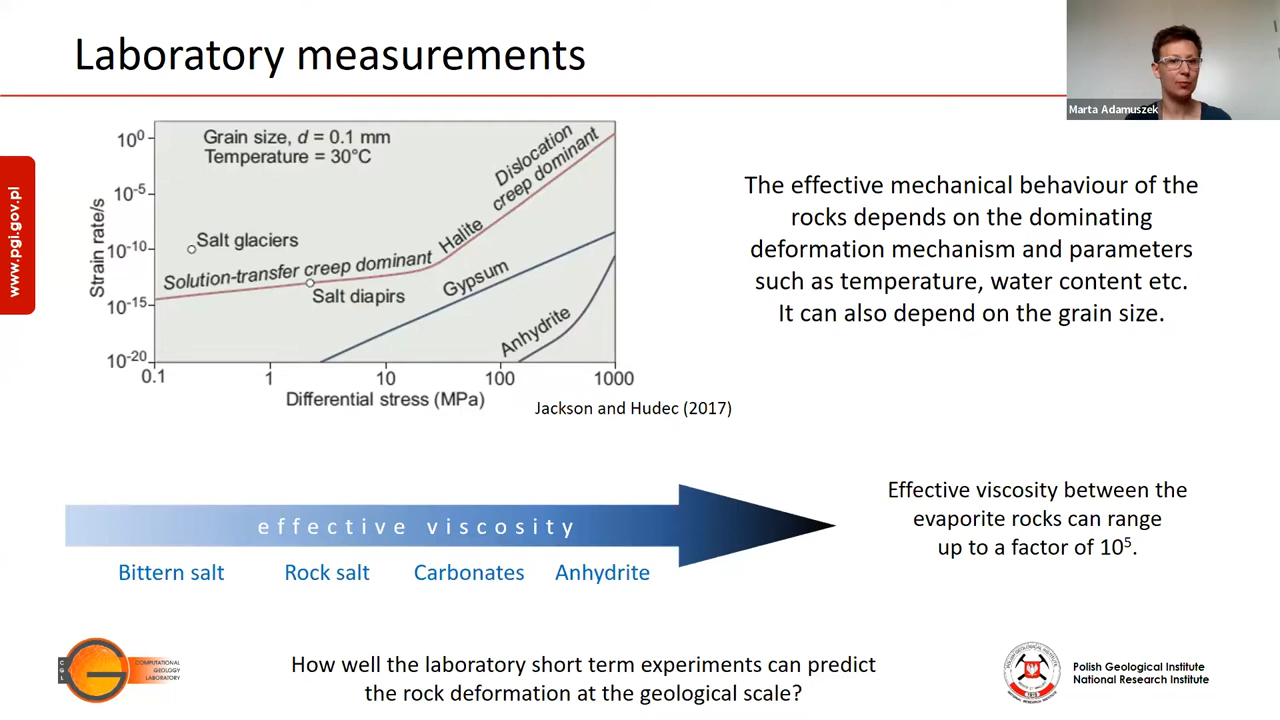 Laboratory measurements
Marta Adamuszek
www.pgi.gov.pl
Grain size, d = 0.1 mm
Temperature = 30°C
Strain rate/s
10⁰
10⁻⁵
10⁻¹⁰
10⁻¹⁵
10⁻²⁰
Dislocation
creep dominant
Salt glaciers
Halite
Solution-transfer creep dominant
Salt diapirs
Gypsum
Anhydrite
0.1 1 10 100 1000
Differential stress (MPa)
Jackson and Hudec (2017)
The effective mechanical behaviour of the
rocks depends on the dominating
deformation mechanism and parameters
such as temperature, water content etc.
It can also depend on the grain size.
effective viscosity
Bittern salt Rock salt Carbonates Anhydrite
Effective viscosity between the
evaporite rocks can range
up to a factor of 10⁵.
CGL
COMPUTATIONAL
GEOLOGY
LABORATORY
How well the laboratory short term experiments can predict
the rock deformation at the geological scale?
Polish Geological Institute
National Research Institute